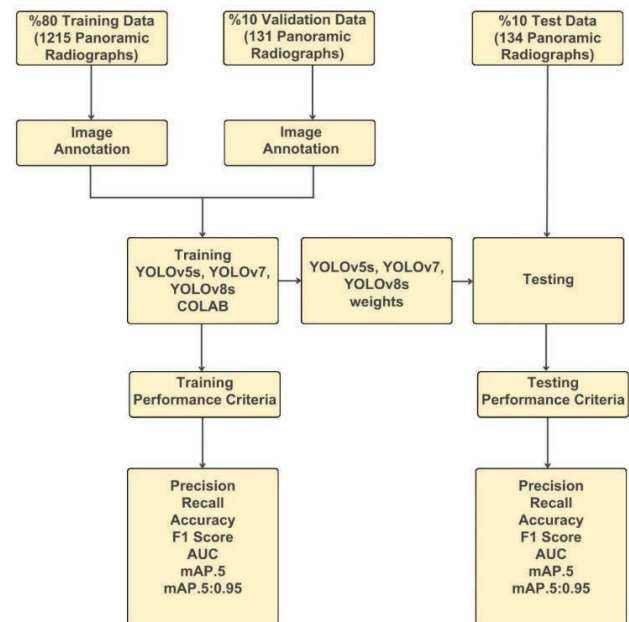 %80 Training Data
(1215 Panoramic
Radiographs)
%10 Validation Data
(131 Panoramic
Radiographs)
%10 Test Data
(134 Panoramic
Radiographs)
Image
Annotation
Image
Annotation
Training
YOLOv5s, YOLOv7,
YOLOv8s
COLAB
YOLOv5s, YOLOv7,
YOLOv8s
weights
Testing
Training
Performance Criteria
Testing
Performance Criteria
Precision
Recall
Accuracy
F1 Score
AUC
mAP.5
mAP.5:0.95
Precision
Recall
Accuracy
F1 Score
AUC
mAP.5
mAP.5:0.95